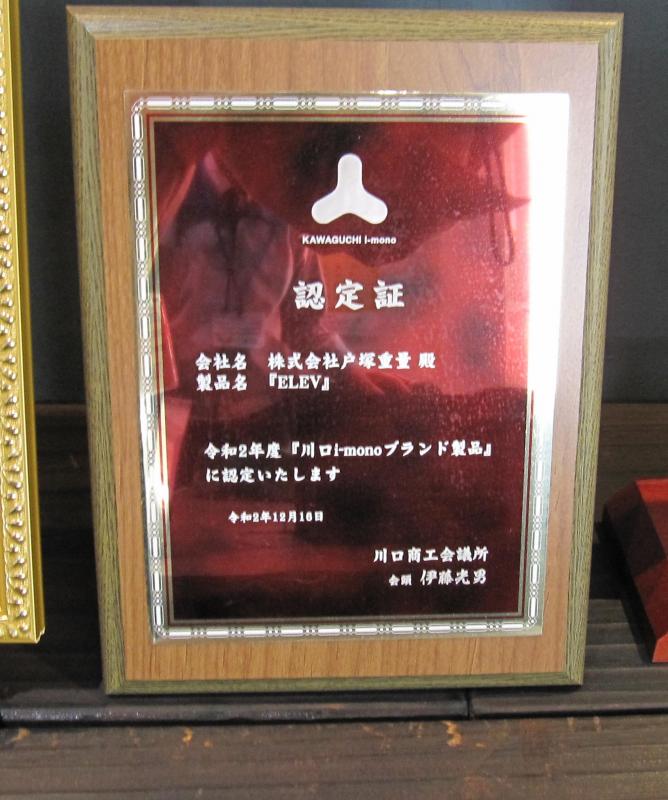 KAWAGUCHI i-mono
認定証
会社名 株式会社戸塚重量 殿
製品名 『ELEV』
令和2年度『川口i-monoブランド製品』
に認定いたします
令和2年12月16日
川口商工会議所
会頭 伊藤光男